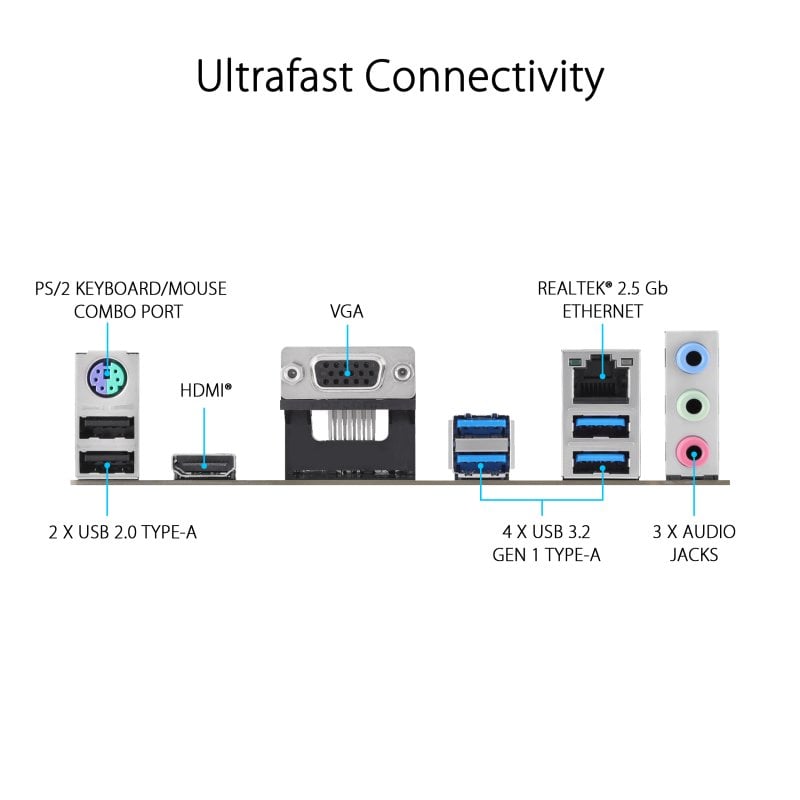 Ultrafast Connectivity
PS/2 KEYBOARD/MOUSE
COMBO PORT
HDMI®
VGA
REALTEK® 2.5 Gb
ETHERNET
2 X USB 2.0 TYPE-A
4 X USB 3.2
GEN 1 TYPE-A
3 X AUDIO
JACKS